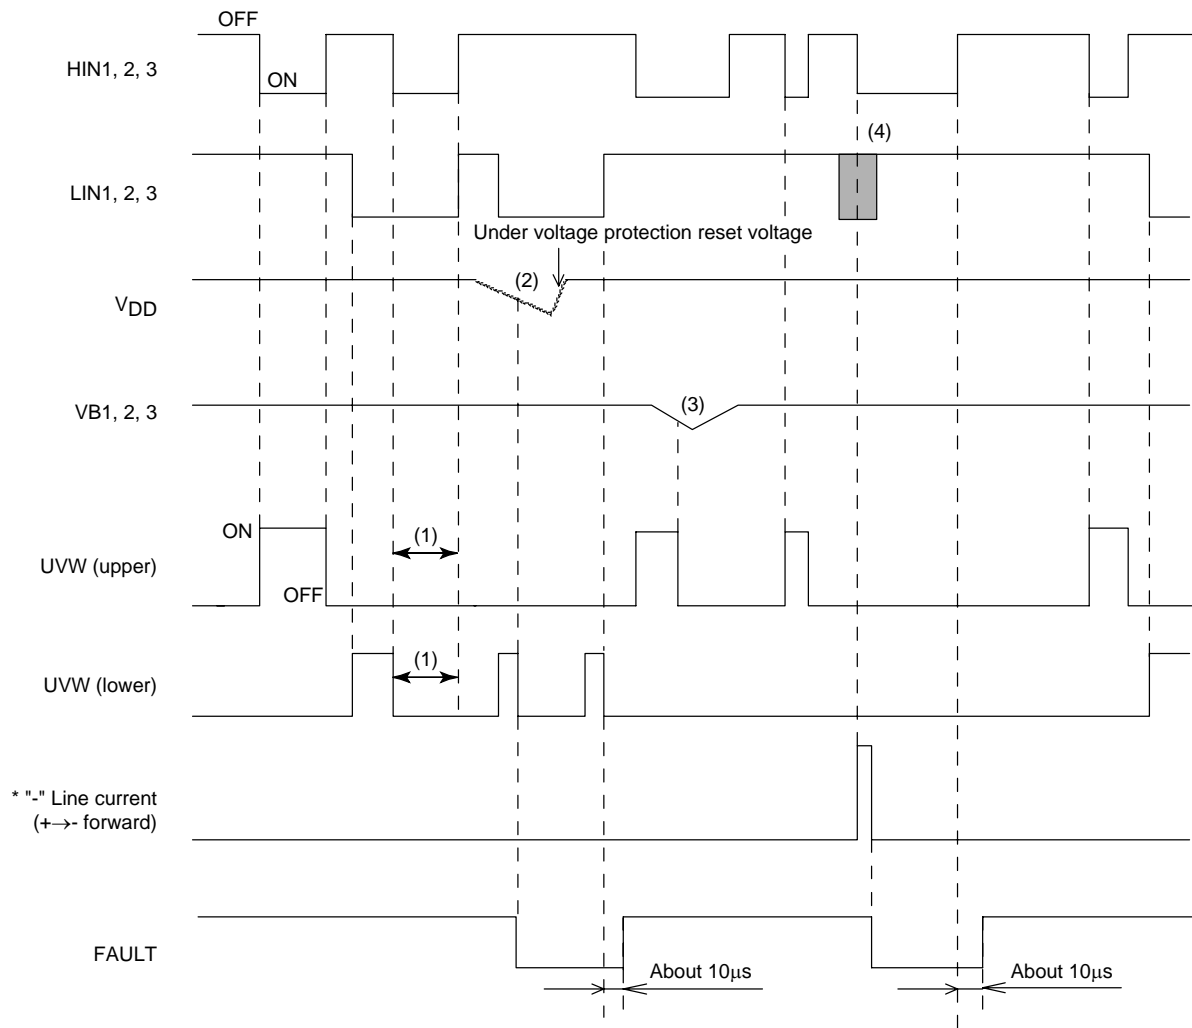 OFF
HIN1, 2, 3
ON
(4)
LIN1, 2, 3
Under voltage protection reset voltage
(2)
VDD
VB1, 2, 3
(3)
ON
(1)
UVW (upper)
OFF
(1)
UVW (lower)
* "-" Line current
(+→- forward)
FAULT
About 10μs
About 10μs